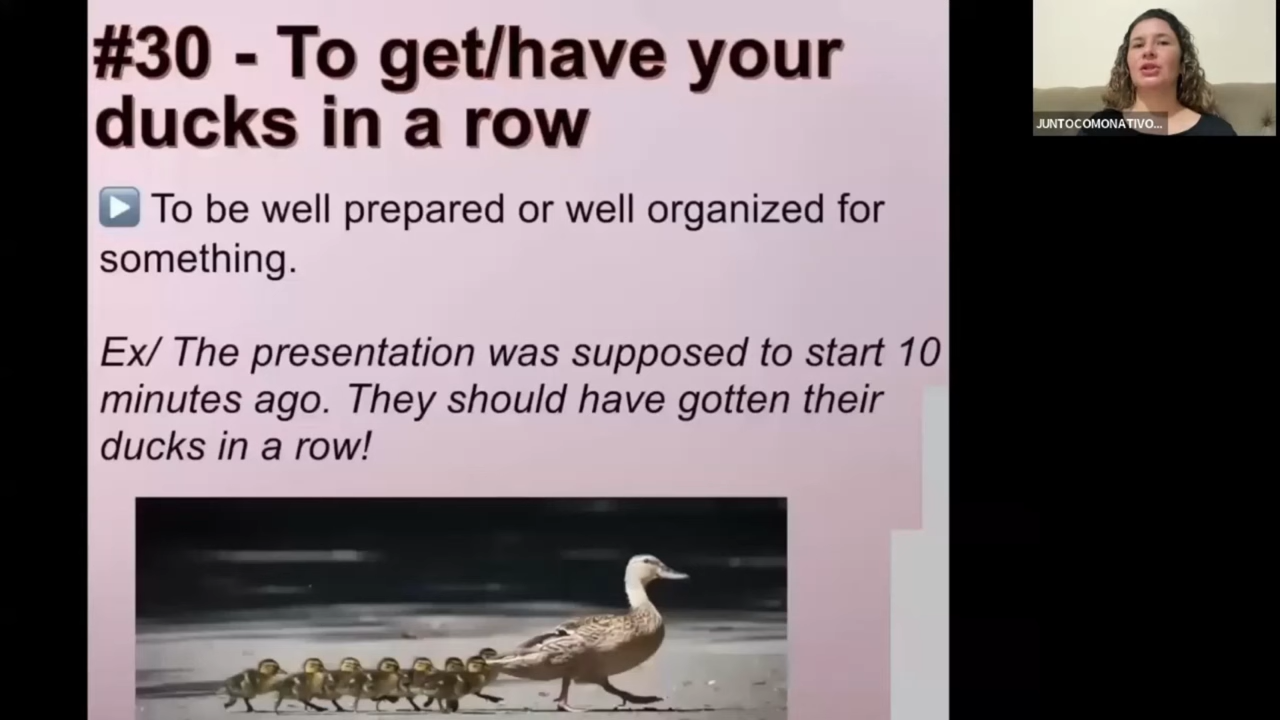 #30 - To get/have your
ducks in a row
To be well prepared or well organized for
something.
Ex/ The presentation was supposed to start 10
minutes ago. They should have gotten their
ducks in a row!
JUNTOCOMONATIVO...